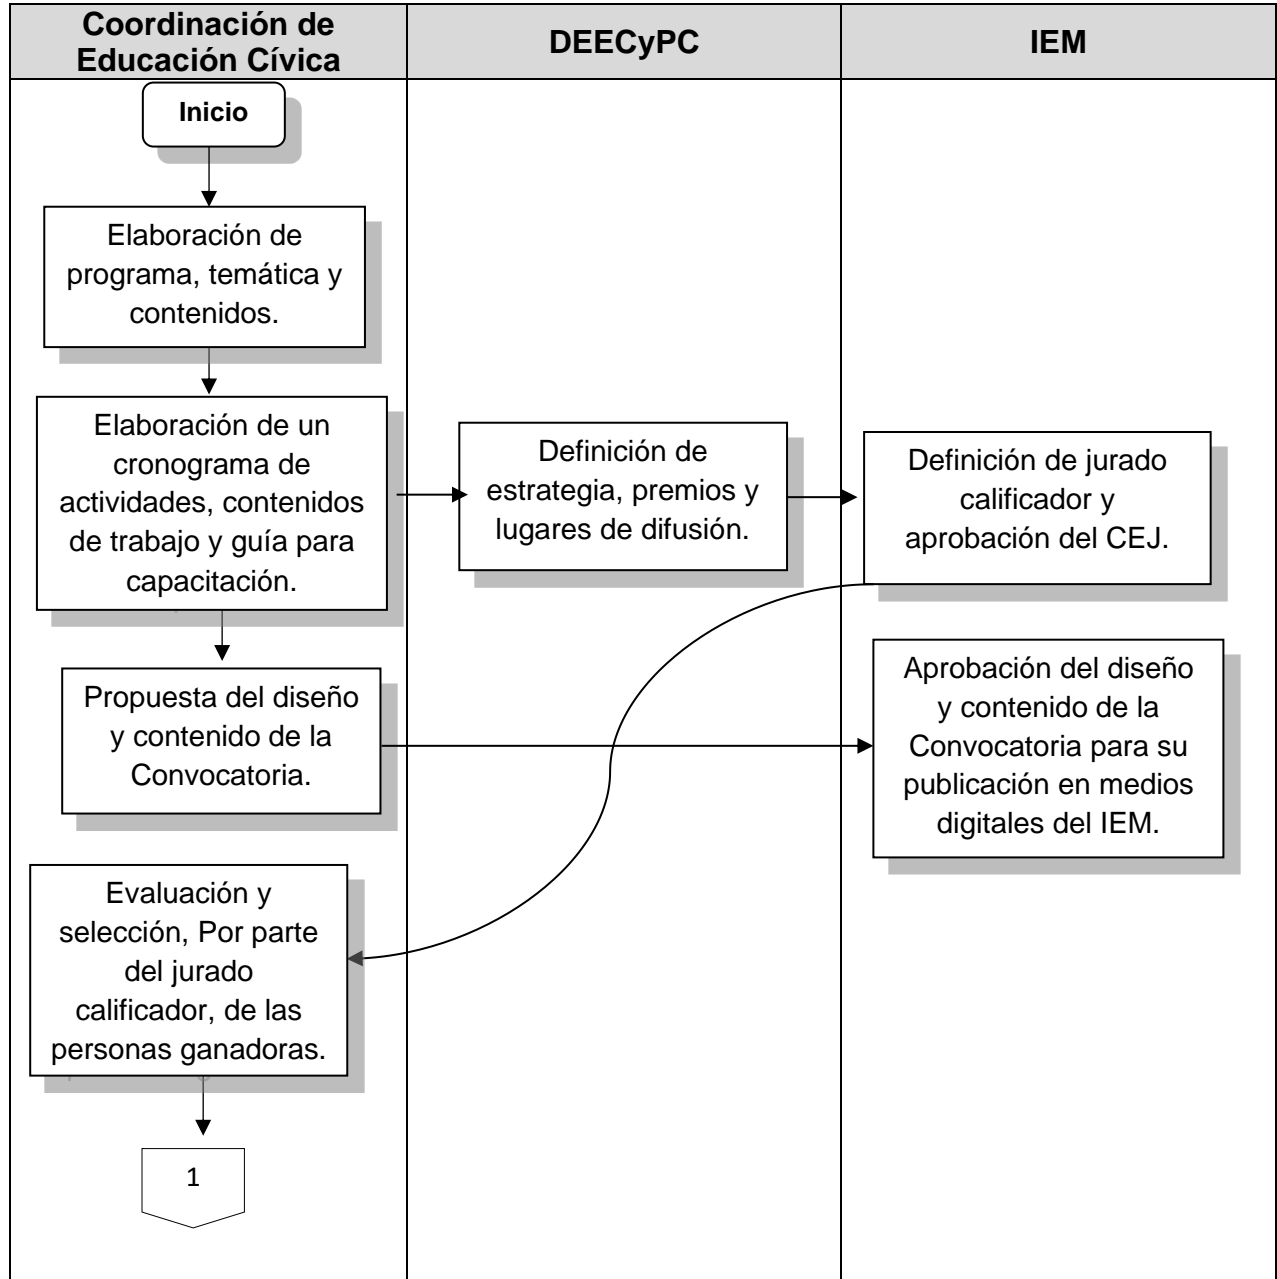 Coordinación de
Educación Cívica
DEECyPC
IEM
Inicio
Elaboración de
programa, temática y
contenidos.
Elaboración de un
cronograma de
actividades, contenidos
de trabajo y guía para
capacitación.
Definición de
estrategia, premios y
lugares de difusión.
Definición de jurado
calificador y
aprobación del CEJ.
Propuesta del diseño
y contenido de la
Convocatoria.
Aprobación del diseño
y contenido de la
Convocatoria para su
publicación en medios
digitales del IEM.
Evaluación y
selección, Por parte
del jurado
calificador, de las
personas ganadoras.
1